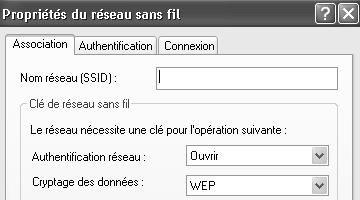 Propriétés du réseau sans fil
Association Authentification Connexion
Nom réseau (SSID) :
Clé de réseau sans fil
Le réseau nécessite une clé pour l'opération suivante :
Authentification réseau : Ouvrir
Cryptage des données : WEP